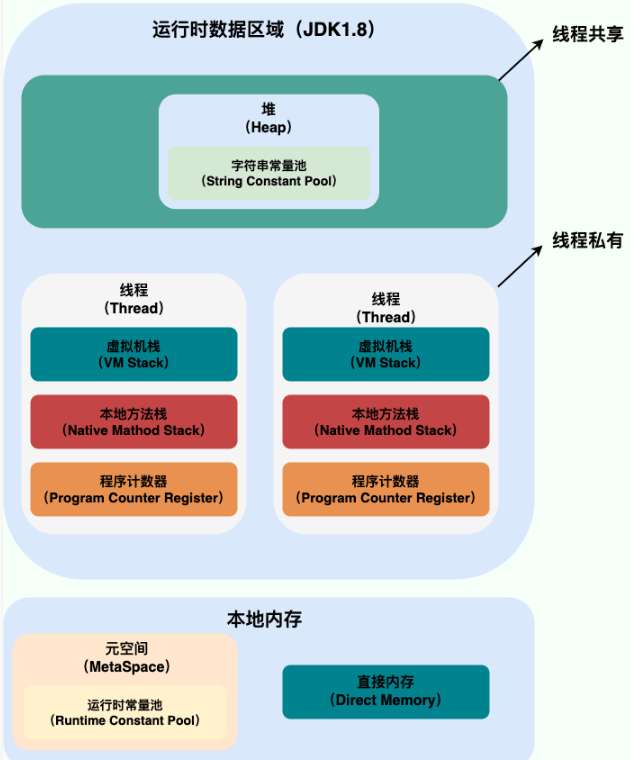 运行时数据区域（JDK1.8）
线程共享
堆
（Heap）
字符串常量池
（String Constant Pool）
线程私有
线程
（Thread）
虚拟机栈
（VM Stack）
本地方法栈
（Native Mathod Stack）
程序计数器
（Program Counter Register）
线程
（Thread）
虚拟机栈
（VM Stack）
本地方法栈
（Native Mathod Stack）
程序计数器
（Program Counter Register）
本地内存
元空间
（MetaSpace）
运行时常量池
（Runtime Constant Pool）
直接内存
（Direct Memory）